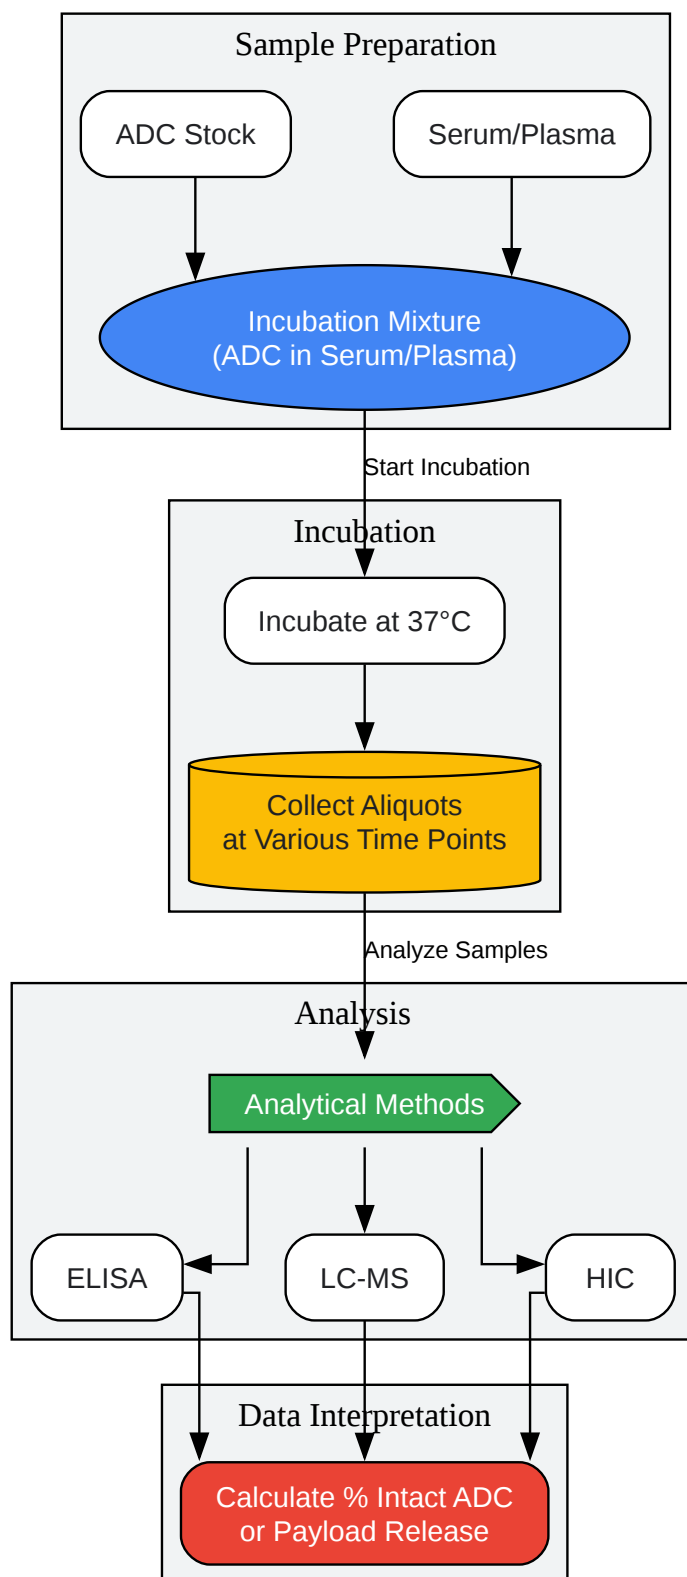 Sample Preparation
ADC Stock
Serum/Plasma
Incubation Mixture
(ADC in Serum/Plasma)
Start Incubation
Incubation
Incubate at 37°C
Collect Aliquots
at Various Time Points
Analyze Samples
Analysis
Analytical Methods
ELISA
LC-MS
HIC
Data Interpretation
Calculate % Intact ADC
or Payload Release